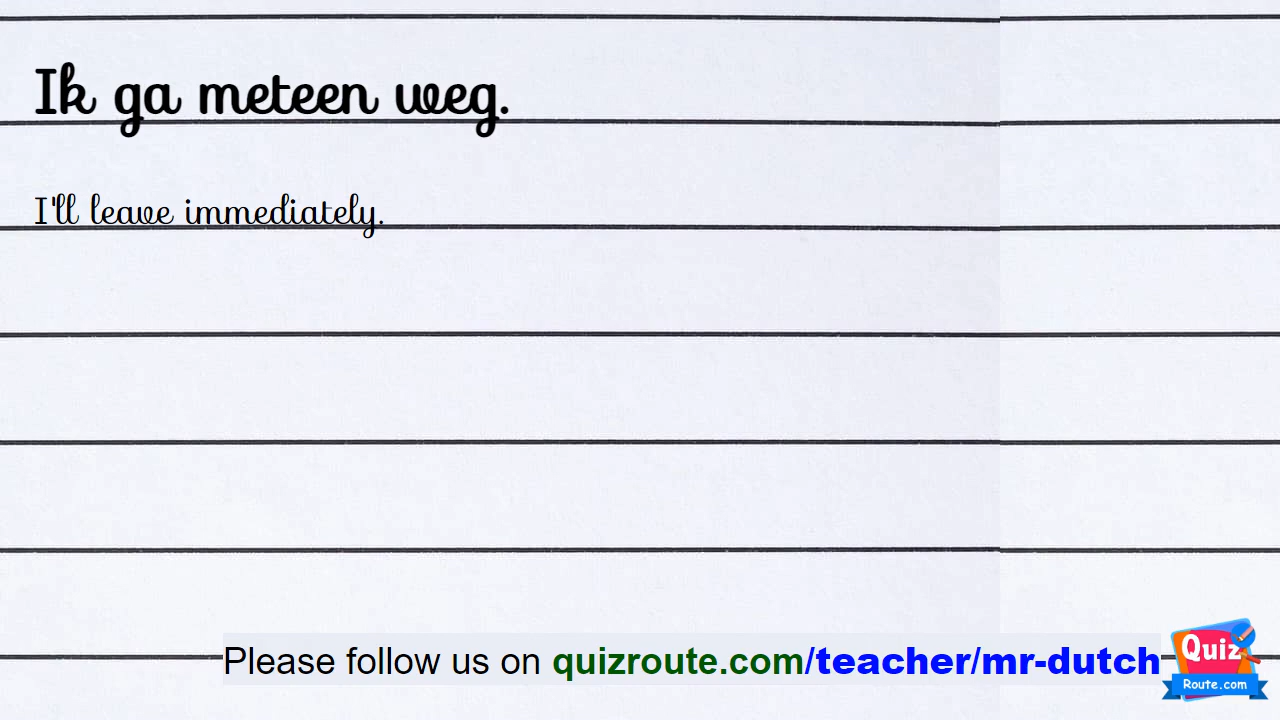 Ik ga meteen weg.
I'll leave immediately.
Please follow us on quizroute.com/teacher/mr-dutch
Quiz
Route.com